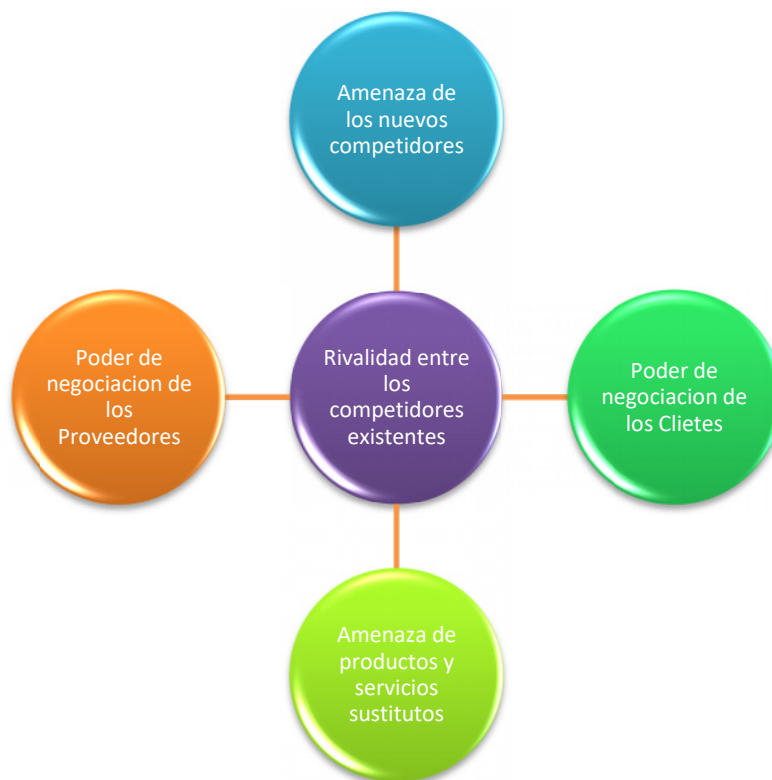 Amenaza de
los nuevos
competidores
Poder de
negociacion de
los
Proveedores
Rivalidad entre
los
competidores
existentes
Poder de
negociacion de
los Clietes
Amenaza de
productos y
servicios
sustitutos